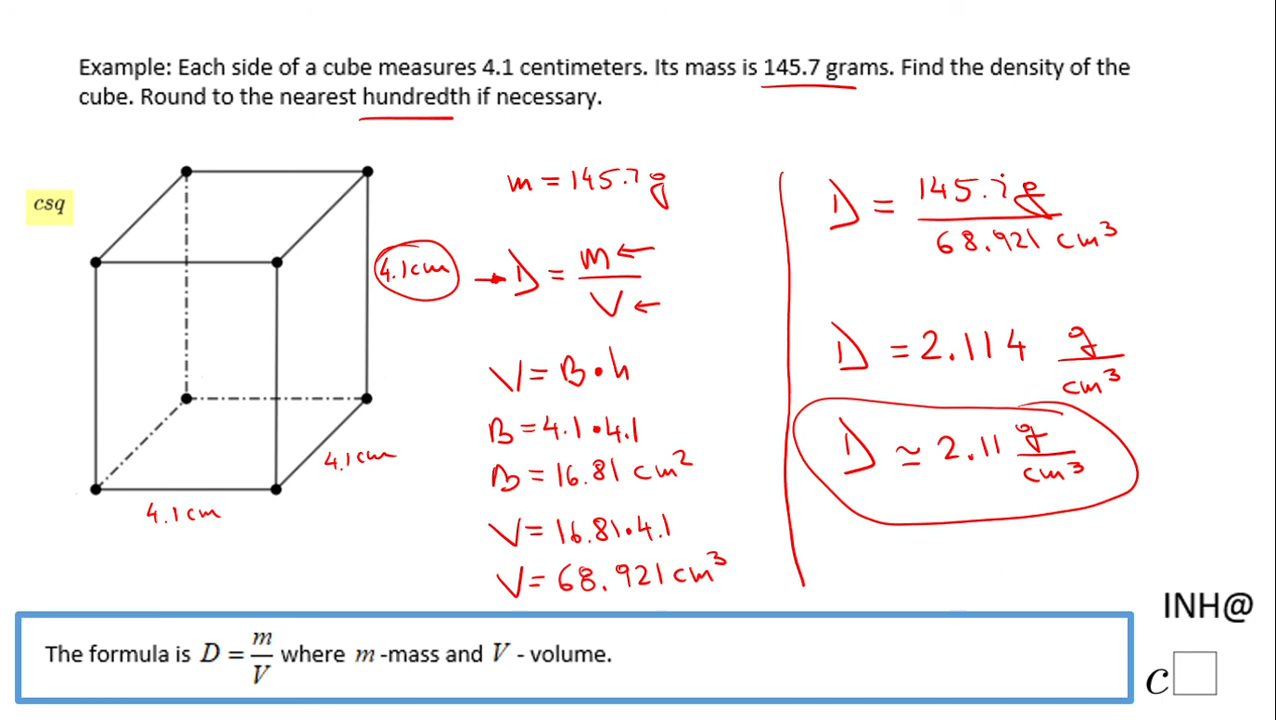 Example: Each side of a cube measures 4.1 centimeters. Its mass is 145.7 grams. Find the density of the
cube. Round to the nearest hundredth if necessary.
csq
4.1cm
4.1cm
4.1cm
m = 145.7g
D = m/V
V = B•h
B = 4.1•4.1
B = 16.81 cm²
V = 16.81•4.1
V = 68.921 cm³
D = 145.7g / 68.921 cm³
D = 2.114 g/cm³
D ≃ 2.11 g/cm³
The formula is D = m/V where m -mass and V - volume.
INH@
c□